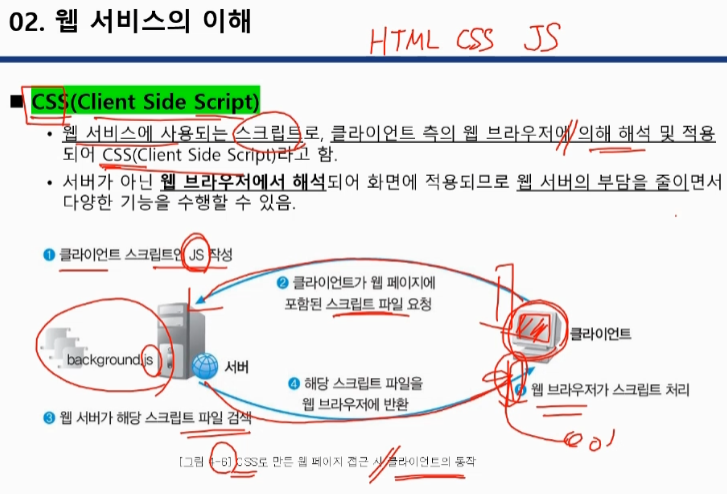 02. 웹 서비스의 이해
HTML CSS JS
■ CSS(Client Side Script)
• 웹 서비스에 사용되는 스크립트로, 클라이언트 측의 웹 브라우저에 의해 해석 및 적용
되어 CSS(Client Side Script)라고 함.
• 서버가 아닌 웹 브라우저에서 해석되어 화면에 적용되므로 웹 서버의 부담을 줄이면서
다양한 기능을 수행할 수 있음.
① 클라이언트 스크립트인 JS 작성
② 클라이언트가 웹 페이지에
포함된 스크립트 파일 요청
클라이언트
background.js
서버
④ 해당 스크립트 파일을
웹 브라우저에 반환
웹 브라우저가 스크립트 처리
③ 웹 서버가 해당 스크립트 파일 검색
[그림 4-6] CSS로 만든 웹 페이지 접근 시 클라이언트의 동작